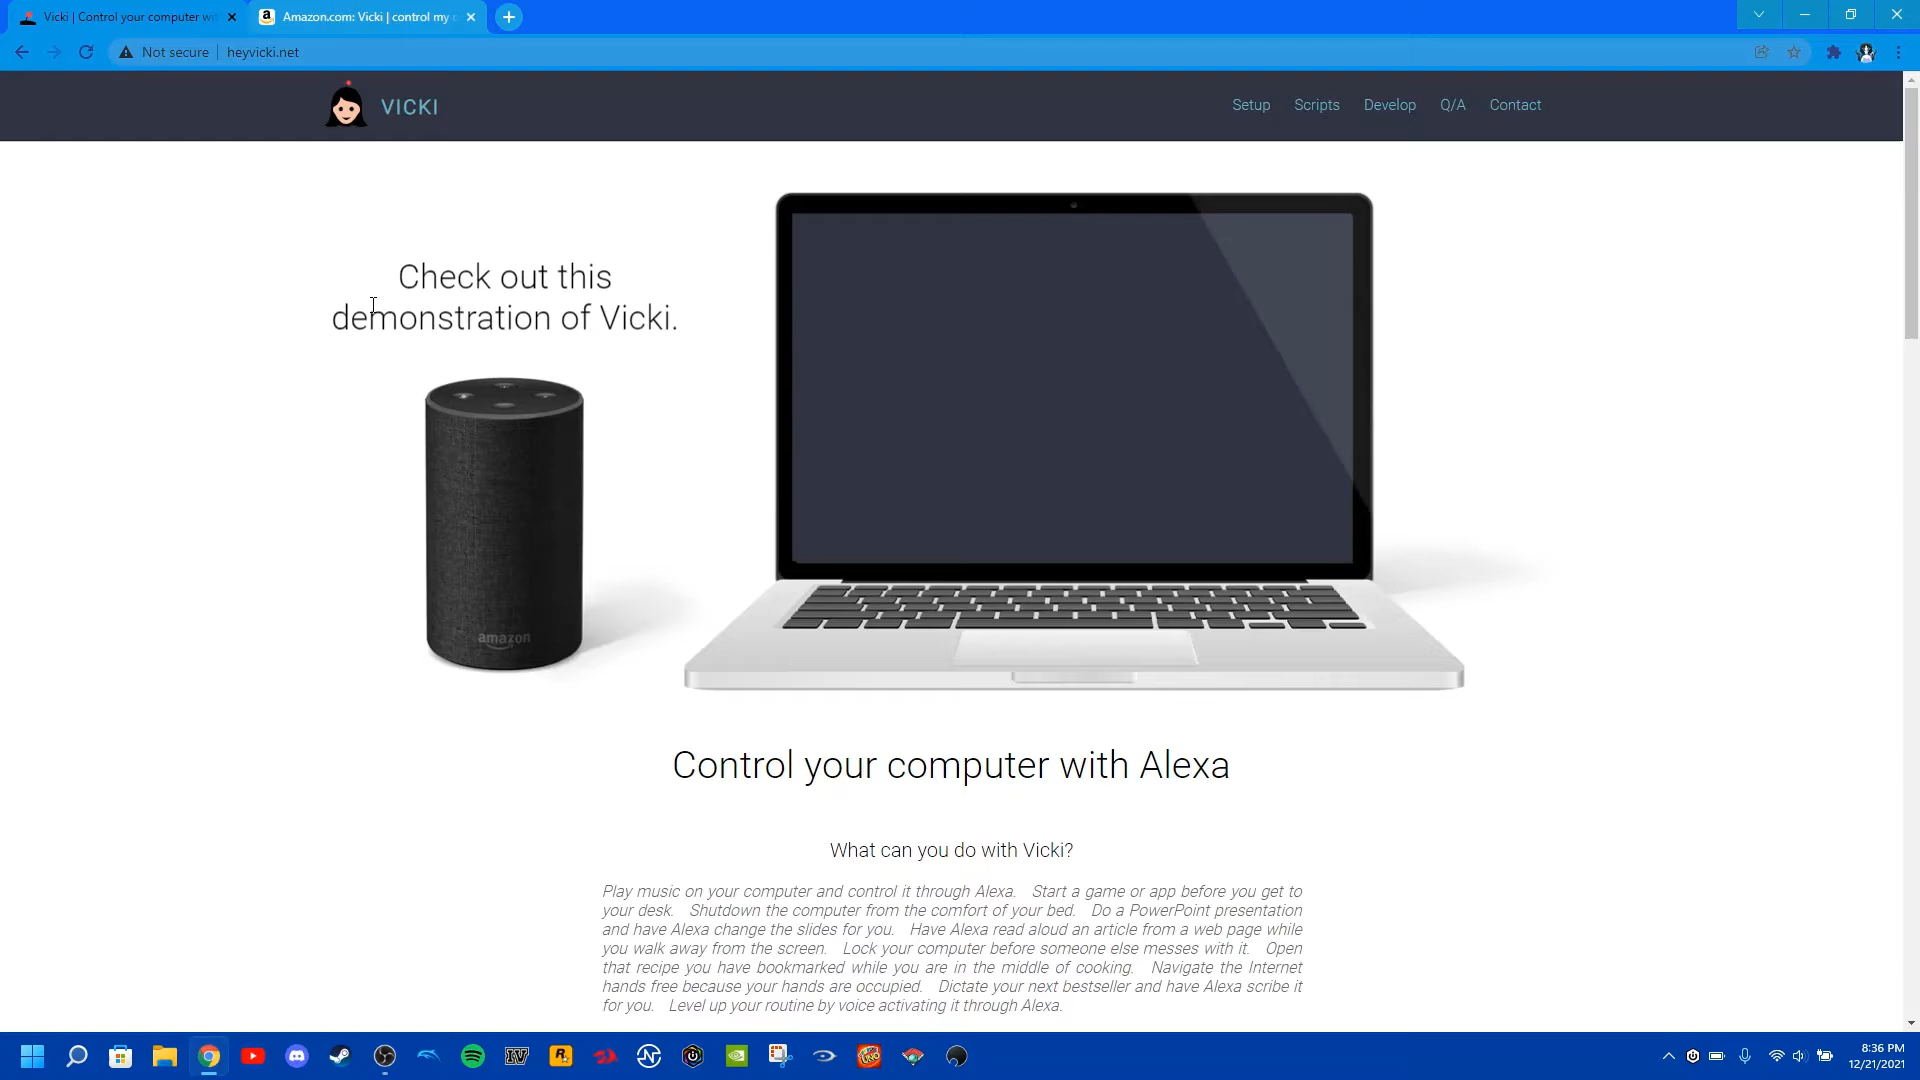 Vicki | Control your computer wi
Amazon.com: Vicki | control my c
Not secure | heyvicki.net
VICKI
Setup
Scripts
Develop
Q/A
Contact
Check out this
demonstration of Vicki.
amazon
Control your computer with Alexa
What can you do with Vicki?
Play music on your computer and control it through Alexa. Start a game or app before you get to
your desk. Shutdown the computer from the comfort of your bed. Do a PowerPoint presentation
and have Alexa change the slides for you. Have Alexa read aloud an article from a web page while
you walk away from the screen. Lock your computer before someone else messes with it. Open
that recipe you have bookmarked while you are in the middle of cooking. Navigate the Internet
hands free because your hands are occupied. Dictate your next bestseller and have Alexa scribe it
for you. Level up your routine by voice activating it through Alexa.
IV
R
UNO
8:36 PM
12/21/2021